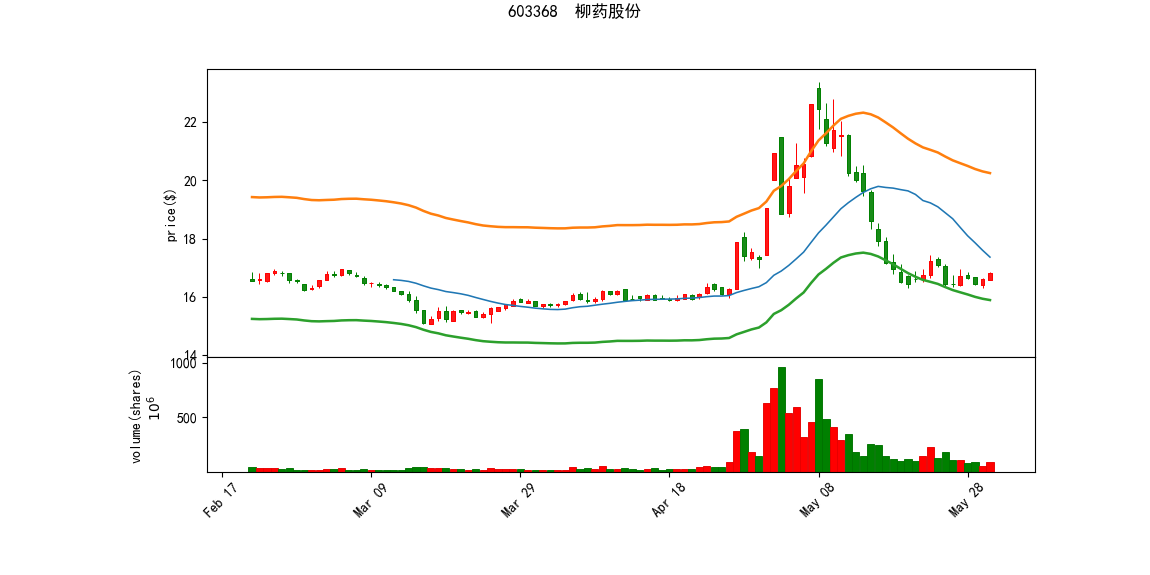 603368 柳药股份
price($)
22
20
18
16
14
volume(shares)
10^6
1000
500
Feb 17
Mar 09
Mar 29
Apr 18
May 08
May 28